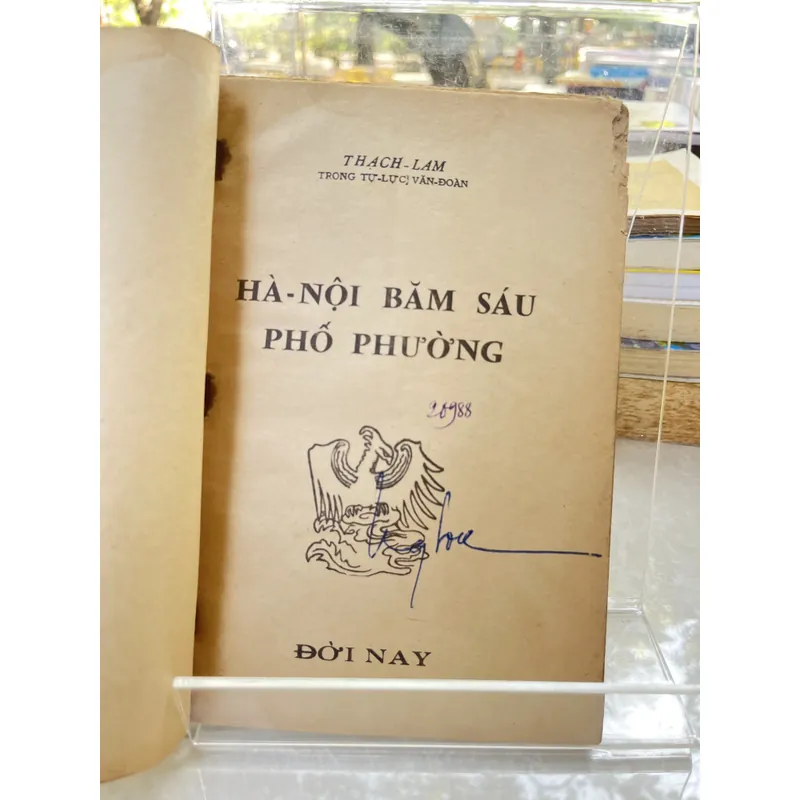 THẠCH-LAM
TRONG TỰ-LỰC VĂN-ĐOÀN
HÀ-NỘI BĂM SÁU
PHỐ PHƯỜNG
ĐỜI NAY